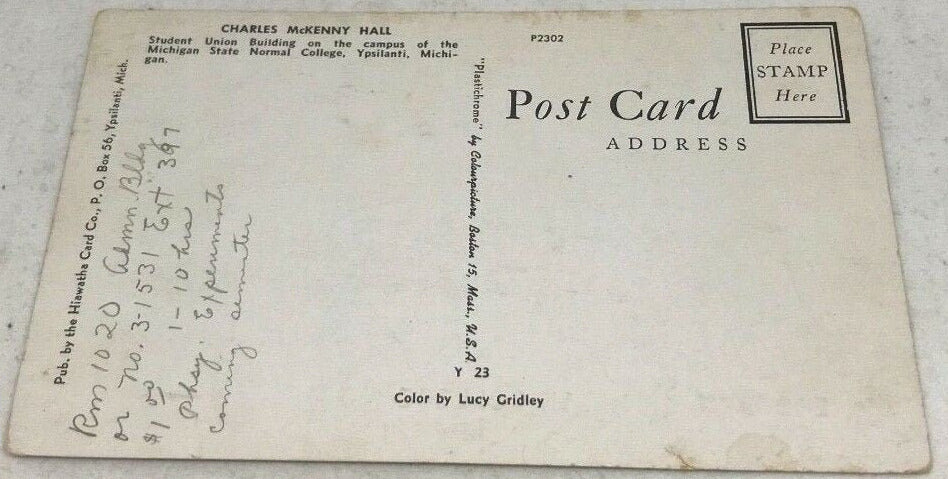 CHARLES McKENNY HALL
Student Union Building on the campus of the
Michigan State Normal College, Ypsilanti, Michi-
gan.
Pub. by the Hiawatha Card Co., P. O. Box 56, Ypsilanti, Mich.
Rm 1020 Admn. Bldg
or no. 3-1531 Ext 397
$1.00 1-10 hrs
Phsy. Experiments
coming semester
"Plastichrome" by Colourpicture, Boston 15, Mass., U.S.A.
Y 23
Color by Lucy Gridley
P2302
Post Card
ADDRESS
Place
STAMP
Here